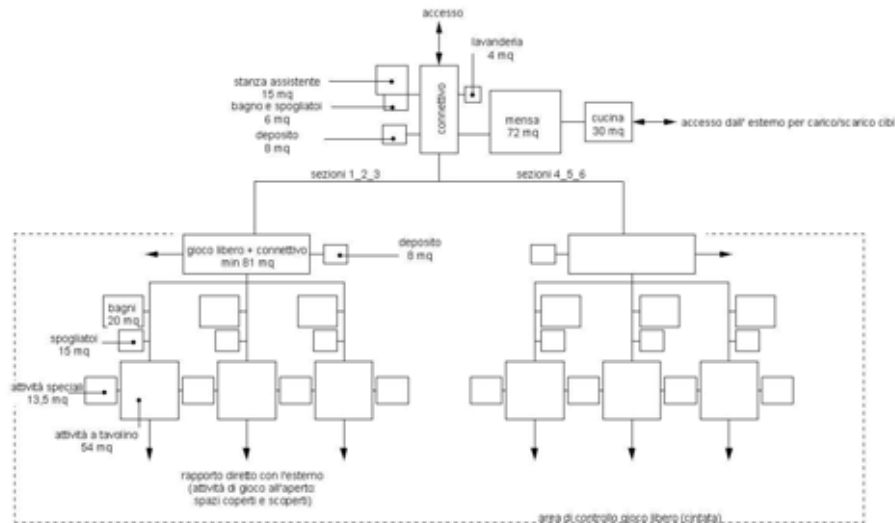 accesso
lavanderia
4 mq
stanza assistente
15 mq
bagno e spogliatoi
6 mq
deposito
8 mq
connettivo
mensa
72 mq
cucina
30 mq
accesso dall' esterno per carico/scarico cibi
sezioni 1_2_3
sezioni 4_5_6
gioco libero + connettivo
min 81 mq
deposito
8 mq
bagni
20 mq
spogliatoi
15 mq
attività speciali
13,5 mq
attività a tavolino
54 mq
rapporto diretto con l'esterno
(attività di gioco all'aperto
spazi coperti e scoperti)
area di controllo gioco libero (cintata)